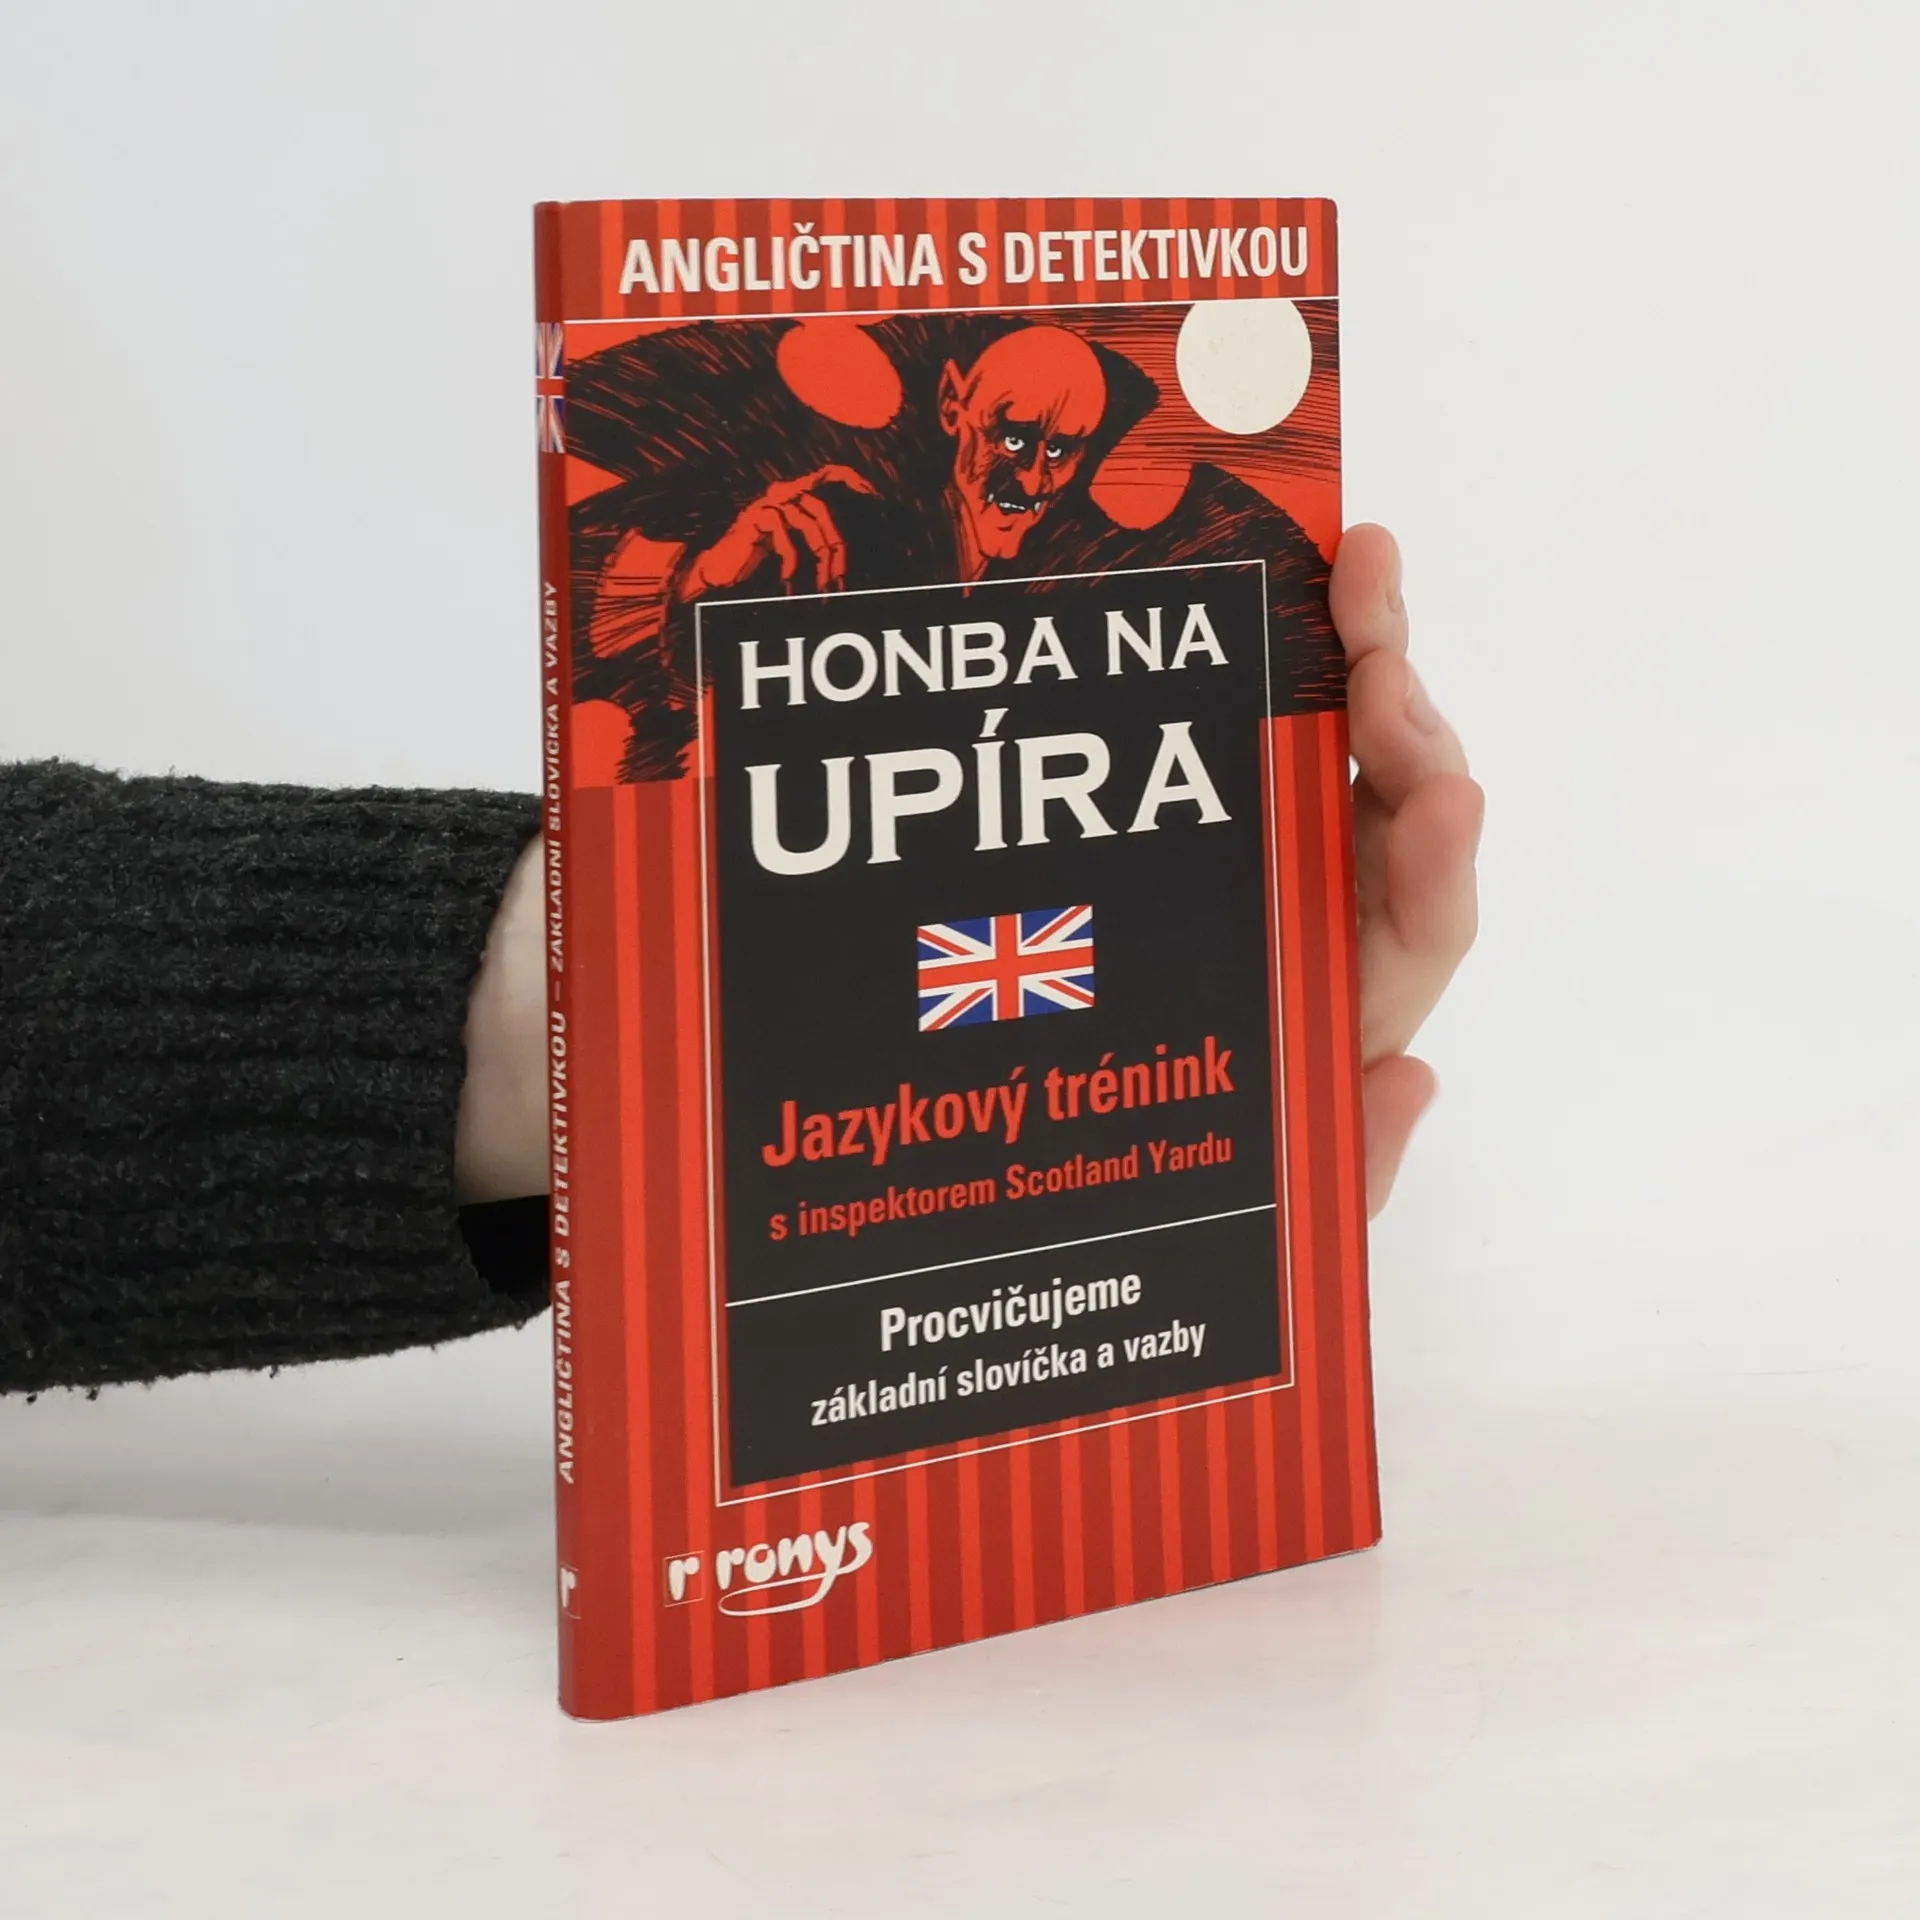 ANGLIČTINA S DETEKTIVKOU
HONBA NA
UPÍRA
Jazykový trénink
s inspektorem Scotland Yardu
Procvičujeme
základní slovíčka a vazby
r ronys
ANGLIČTINA S DETEKTIVKOU – ZÁKLADNÍ SLOVÍČKA A VAZBY
r